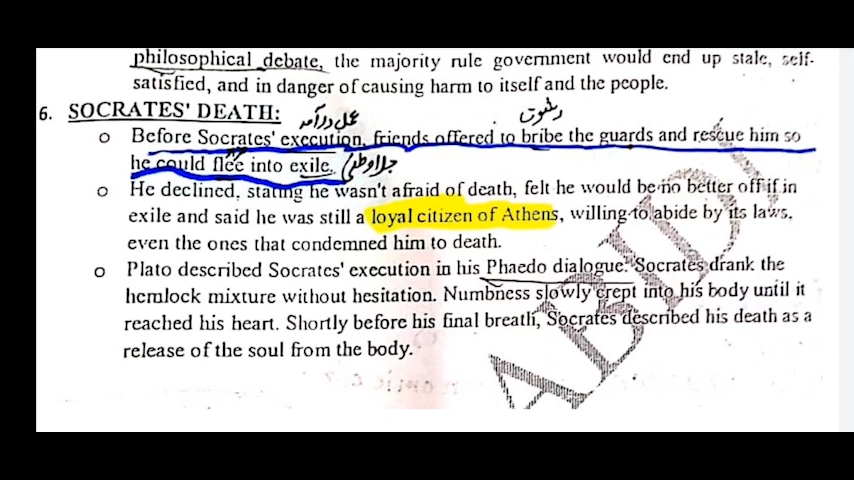 philosophical debate, the majority rule government would end up stale, self-
satisfied, and in danger of causing harm to itself and the people.
6. SOCRATES' DEATH:
عمل درآمد
رشوت
o Before Socrates' execution, friends offered to bribe the guards and rescue him so
he could flee into exile.
جلاوطنی
o He declined, stating he wasn't afraid of death, felt he would be no better off if in
exile and said he was still a loyal citizen of Athens, willing to abide by its laws,
even the ones that condemned him to death.
o Plato described Socrates' execution in his Phaedo dialogue: Socrates drank the
hemlock mixture without hesitation. Numbness slowly crept into his body until it
reached his heart. Shortly before his final breath, Socrates described his death as a
release of the soul from the body.
ABIDI